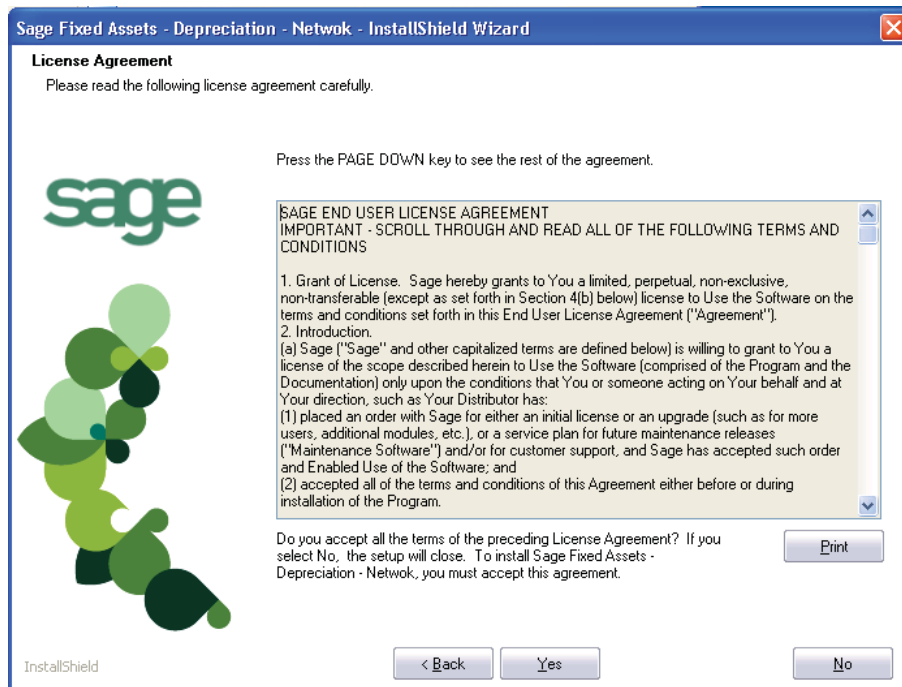 Sage Fixed Assets - Depreciation - Netwok - InstallShield Wizard
License Agreement
Please read the following license agreement carefully.
sage
Press the PAGE DOWN key to see the rest of the agreement.
SAGE END USER LICENSE AGREEMENT
IMPORTANT - SCROLL THROUGH AND READ ALL OF THE FOLLOWING TERMS AND
CONDITIONS
1. Grant of License.  Sage hereby grants to You a limited, perpetual, non-exclusive,
non-transferable (except as set forth in Section 4(b) below) license to Use the Software on the
terms and conditions set forth in this End User License Agreement ("Agreement").
2. Introduction.
(a) Sage ("Sage" and other capitalized terms are defined below) is willing to grant to You a
license of the scope described herein to Use the Software (comprised of the Program and the
Documentation) only upon the conditions that You or someone acting on Your behalf and at
Your direction, such as Your Distributor has:
(1) placed an order with Sage for either an initial license or an upgrade (such as for more
users, additional modules, etc.), or a service plan for future maintenance releases
("Maintenance Software") and/or for customer support, and Sage has accepted such order
and Enabled Use of the Software; and
(2) accepted all of the terms and conditions of this Agreement either before or during
installation of the Program.
Do you accept all the terms of the preceding License Agreement?  If you
select No,  the setup will close.  To install Sage Fixed Assets -
Depreciation - Netwok, you must accept this agreement.
Print
InstallShield
< Back
Yes
No